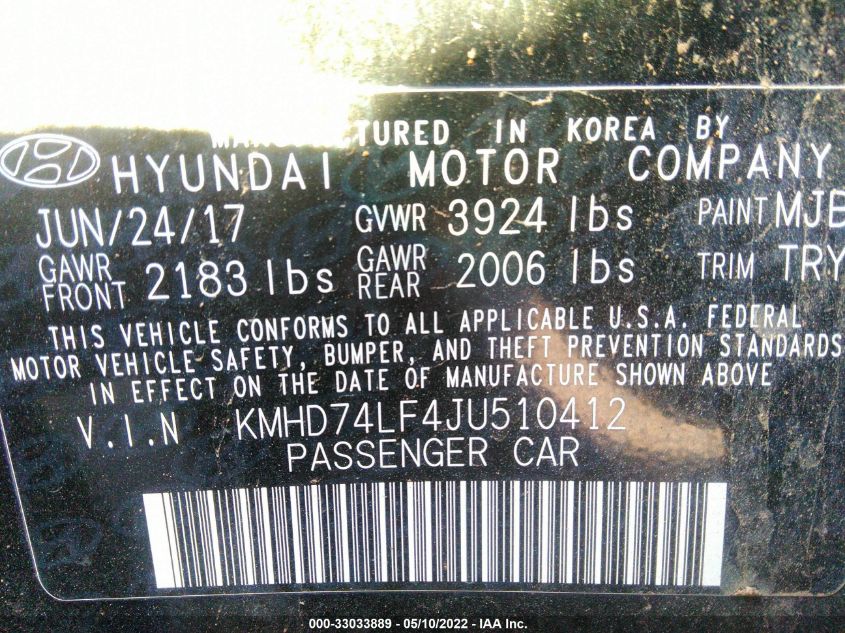 MANUFACTURED IN KOREA BY
HYUNDAI MOTOR COMPANY
JUN/24/17 GVWR 3924 lbs PAINT MJB
GAWR FRONT 2183 lbs GAWR REAR 2006 lbs TRIM TRY
THIS VEHICLE CONFORMS TO ALL APPLICABLE U.S.A. FEDERAL
MOTOR VEHICLE SAFETY, BUMPER, AND THEFT PREVENTION STANDARDS
IN EFFECT ON THE DATE OF MANUFACTURE SHOWN ABOVE
V.I.N KMHD74LF4JU510412
PASSENGER CAR
000-33033889 - 05/10/2022 - IAA Inc.